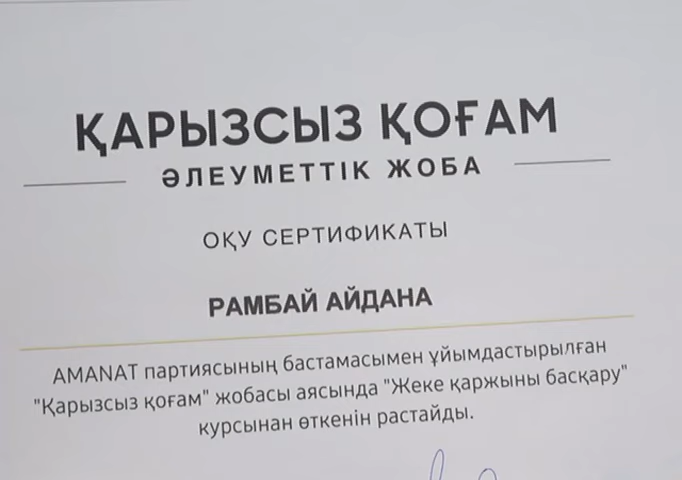 ҚАРЫЗСЫЗ ҚОҒАМ
ӘЛЕУМЕТТІК ЖОБА
ОҚУ СЕРТИФИКАТЫ
РАМБАЙ АЙДАНА
AMANAT партиясының бастамасымен ұйымдастырылған
"Қарызсыз қоғам" жобасы аясында "Жеке қаржыны басқару"
курсынан өткенін растайды.